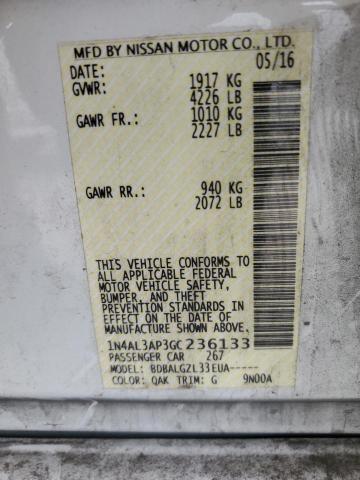 MFD BY NISSAN MOTOR CO., LTD.
DATE: 05/16
GVWR: 1917 KG
4226 LB
GAWR FR.: 1010 KG
2227 LB
GAWR RR.: 940 KG
2072 LB
THIS VEHICLE CONFORMS TO
ALL APPLICABLE FEDERAL
MOTOR VEHICLE SAFETY,
BUMPER, AND THEFT
PREVENTION STANDARDS IN
EFFECT ON THE DATE OF
MANUFACTURE SHOWN ABOVE.
1N4AL3AP3GC236133
PASSENGER CAR 267
MODEL: BDBALGZL33EUA-----
COLOR: QAK TRIM: G 9N00A